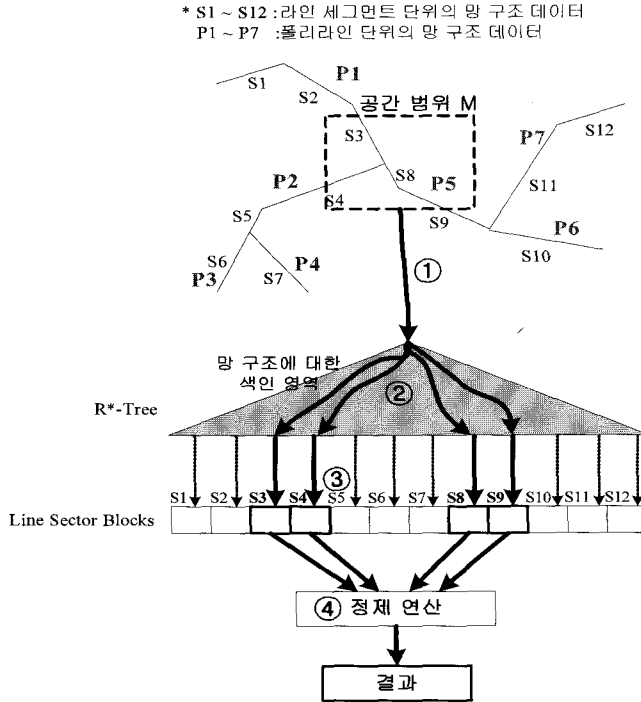 * S1 ~ S12 : 라인 세그먼트 단위의 망 구조 데이터
P1 ~ P7 : 폴리라인 단위의 망 구조 데이터
P1
S1
S2
공간 범위 M
S3
P7
S12
P2
S8
P5
S4
S11
S5
S9
P6
S6
P4
S10
P3
S7
①
망 구조에 대한
색인 영역
②
R*-Tree
③
S1 S2 S3 S4 S5 S6 S7 S8 S9 S10 S11 S12
Line Sector Blocks
④ 정제 연산
결과